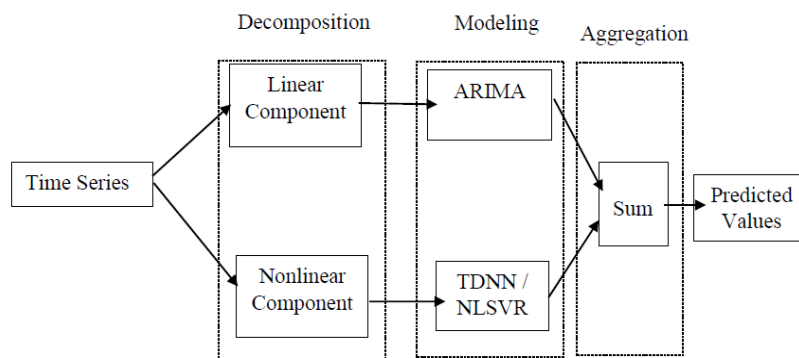 Decomposition
Modeling
Aggregation
Linear
Component
ARIMA
Time Series
Sum
Predicted
Values
Nonlinear
Component
TDNN /
NLSVR